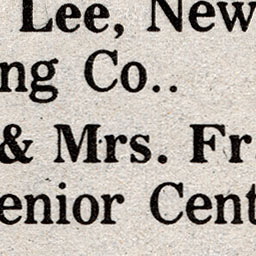 Lee, New
ng Co..
& Mrs. Fr
enior Cent